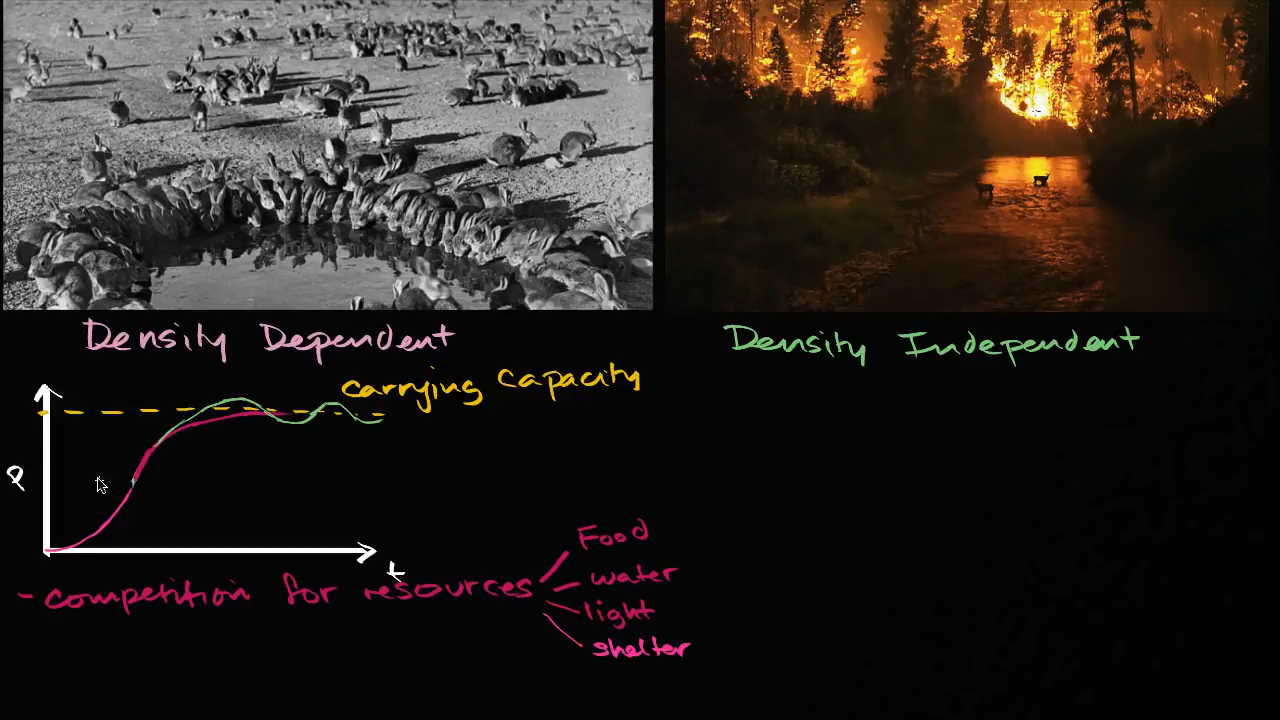 Density Dependent
Density Independent
carrying capacity
P
t
- competition for resources
Food
water
light
shelter